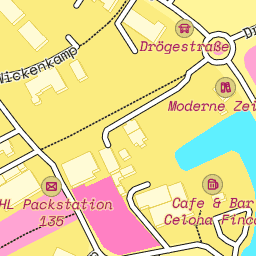 Drögestraße
Wickenkamp
Moderne Zei
HL Packstation
135
Cafe & Bar
Celona Finca